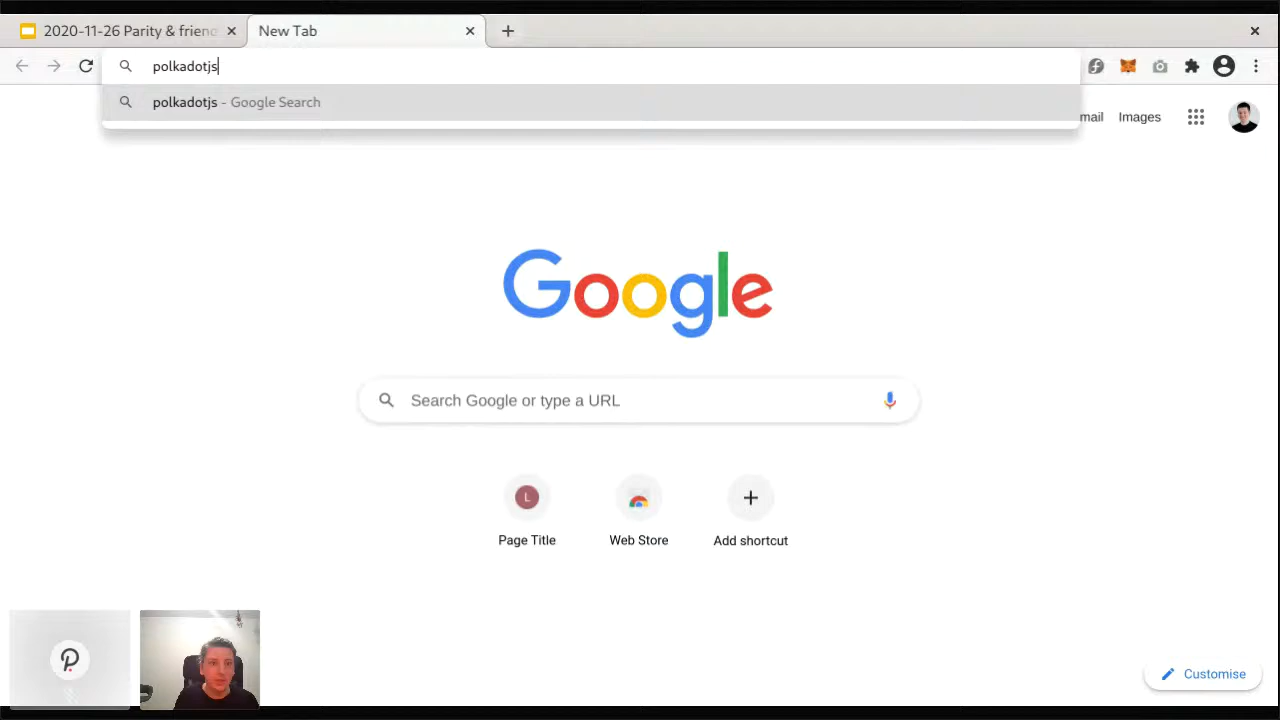 2020-11-26 Parity & friend
New Tab
polkadotjs
polkadotjs - Google Search
mail
Images
Google
Search Google or type a URL
L
Page Title
Web Store
Add shortcut
Customise